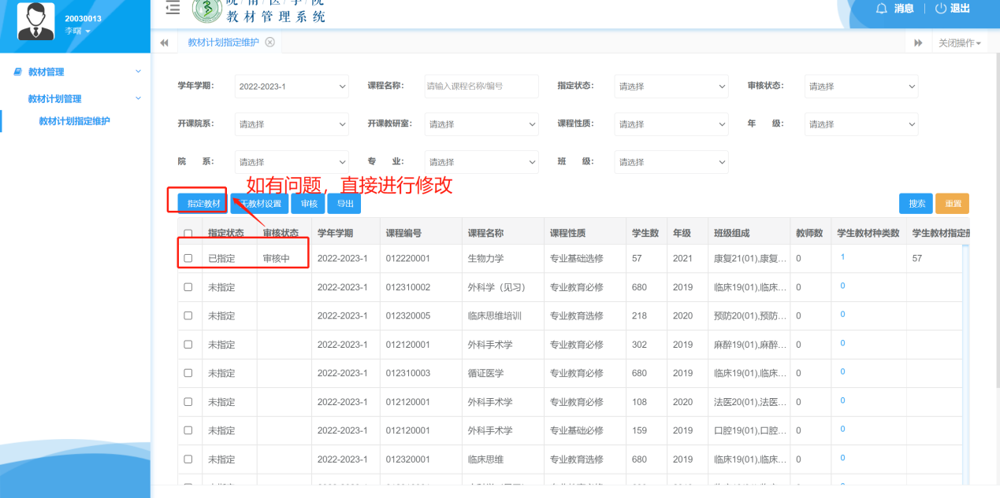 皖南医学院
教材管理系统
消息
退出
20030013
李曙
教材计划指定维护
关闭操作
教材管理
教材计划管理
教材计划指定维护
学年学期： 2022-2023-1 课程名称： 请输入课程名称/编号 指定状态： 请选择 审核状态： 请选择
开课院系： 请选择 开课教研室： 请选择 课程性质： 请选择 年 级： 请选择
院 系： 请选择 专 业： 请选择 班 级： 请选择
如有问题，直接进行修改
指定教材 无教材设置 审核 导出 搜索 重置
指定状态 审核状态 学年学期 课程编号 课程名称 课程性质 学生数 年级 班级组成 教师数 学生教材种类数 学生教材指定
已指定 审核中 2022-2023-1 012220001 生物力学 专业基础选修 57 2021 康复21(01),康复... 0 1 57
未指定 2022-2023-1 012310002 外科学（见习） 专业教育必修 680 2019 临床19(01),临床... 0 0
未指定 2022-2023-1 012320005 临床思维培训 专业教育选修 218 2020 预防20(01),预防... 0 0
未指定 2022-2023-1 012120001 外科手术学 专业教育必修 302 2019 麻醉19(01),麻醉... 0 0
未指定 2022-2023-1 012310003 循证医学 专业教育必修 680 2019 临床19(01),临床... 0 0
未指定 2022-2023-1 012120001 外科手术学 专业教育必修 108 2020 法医20(01),法医... 0 0
未指定 2022-2023-1 012120001 外科手术学 专业基础必修 159 2019 口腔19(01),口腔... 0 0
未指定 2022-2023-1 012320001 临床思维 专业教育选修 680 2019 临床19(01),临床... 0 0